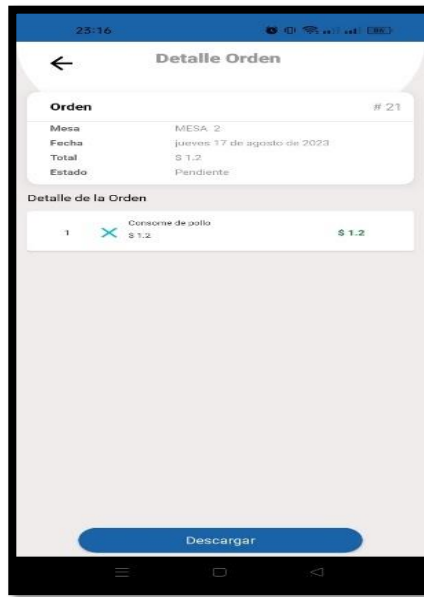 23:16
Detalle Orden
Orden # 21
Mesa MESA 2
Fecha jueves 17 de agosto de 2023
Total $ 1.2
Estado Pendiente
Detalle de la Orden
1 Consome de pollo $ 1.2
$ 1.2
Descargar